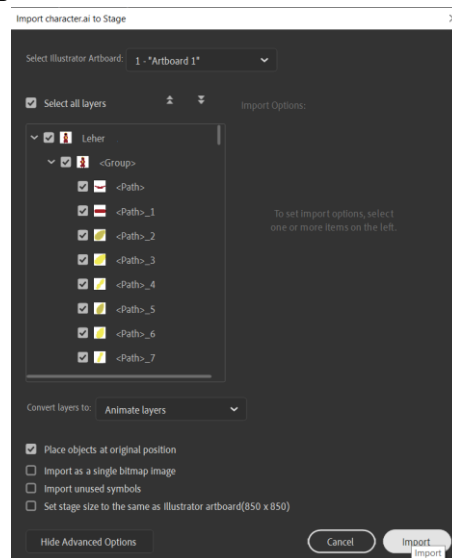 Import character.ai to Stage
Select Illustrator Artboard: 1 - "Artboard 1"
Select all layers
Import Options:
Leher
<Group>
<Path>
<Path>_1
<Path>_2
<Path>_3
<Path>_4
<Path>_5
<Path>_6
<Path>_7
To set import options, select
one or more items on the left.
Convert layers to: Animate layers
Place objects at original position
Import as a single bitmap image
Import unused symbols
Set stage size to the same as Illustrator artboard(850 x 850)
Hide Advanced Options Cancel Import
Import